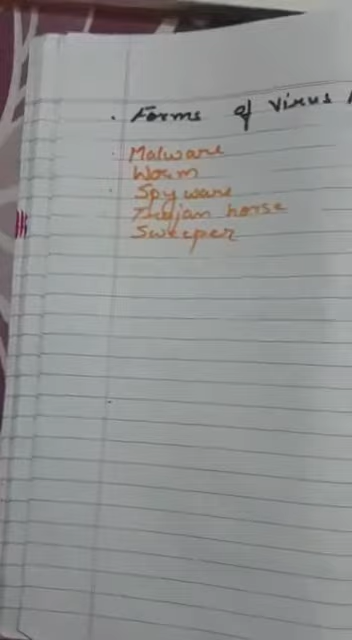 . Forms of Virus
Malware
Worm
Spyware
Trojan horse
Sweeper